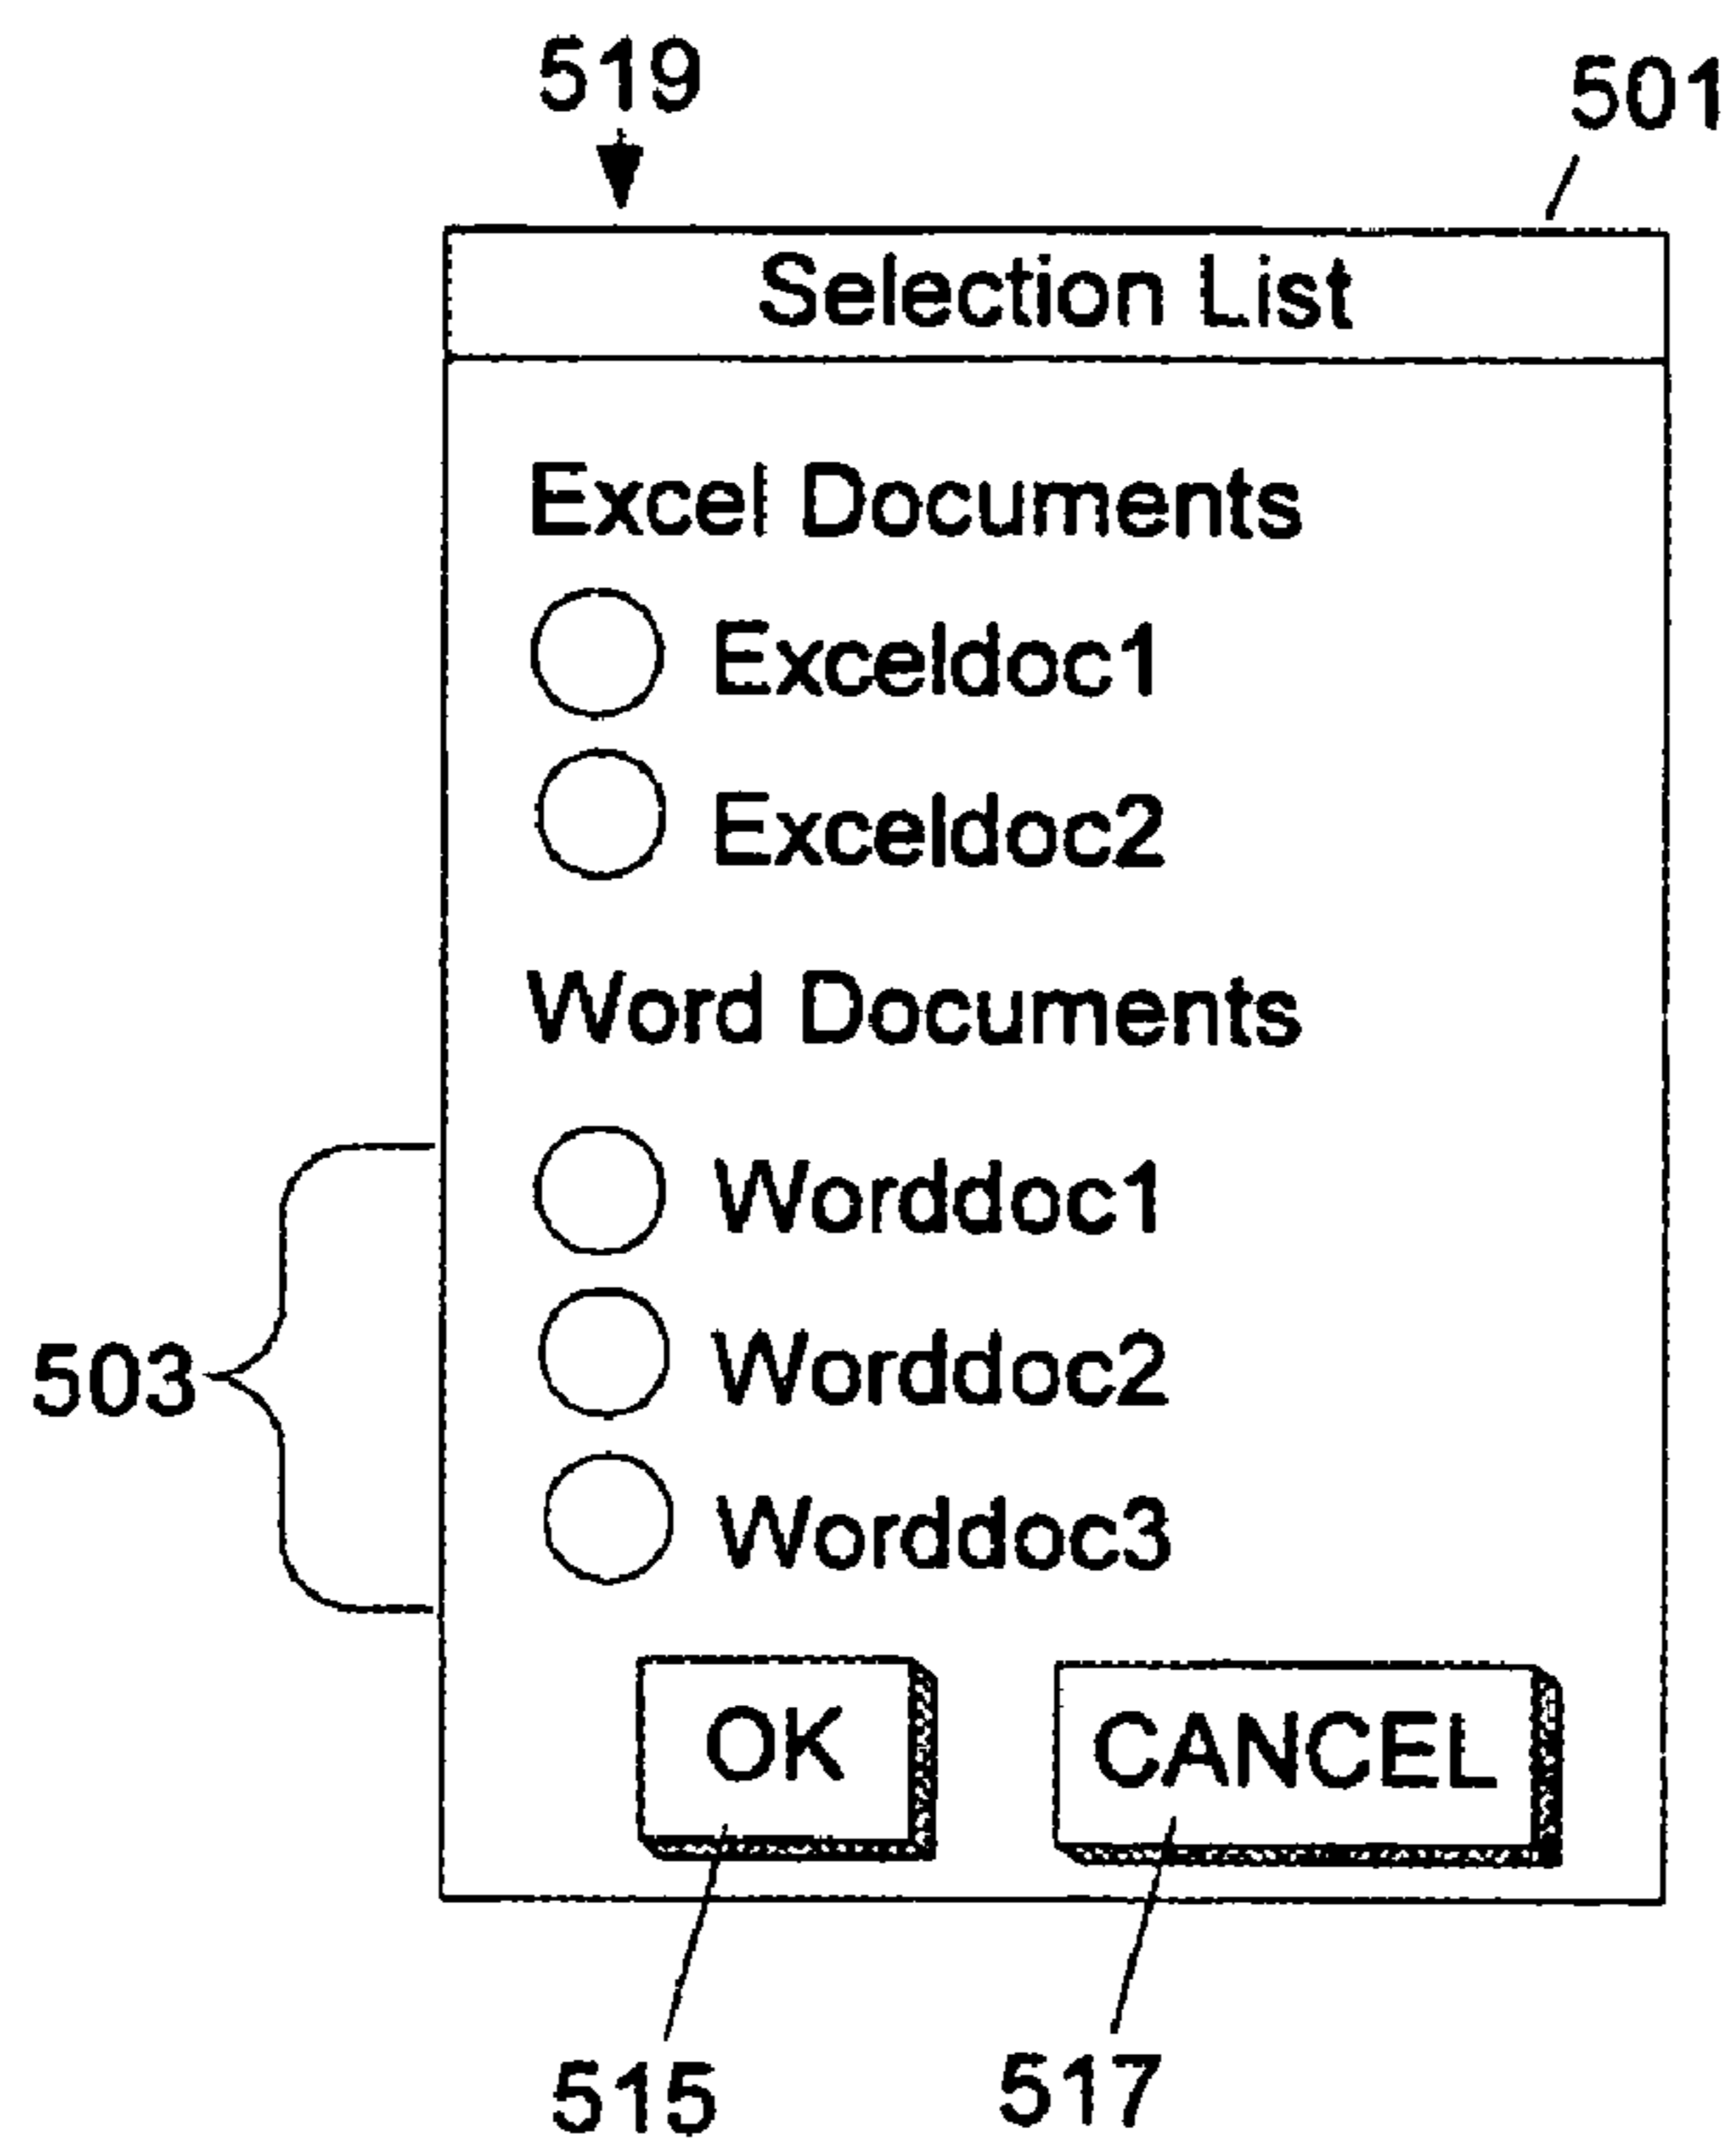 519
501
Selection List
Excel Documents
Exceldoc1
Exceldoc2
Word Documents
Worddoc1
Worddoc2
503
Worddoc3
OK
CANCEL
515
517